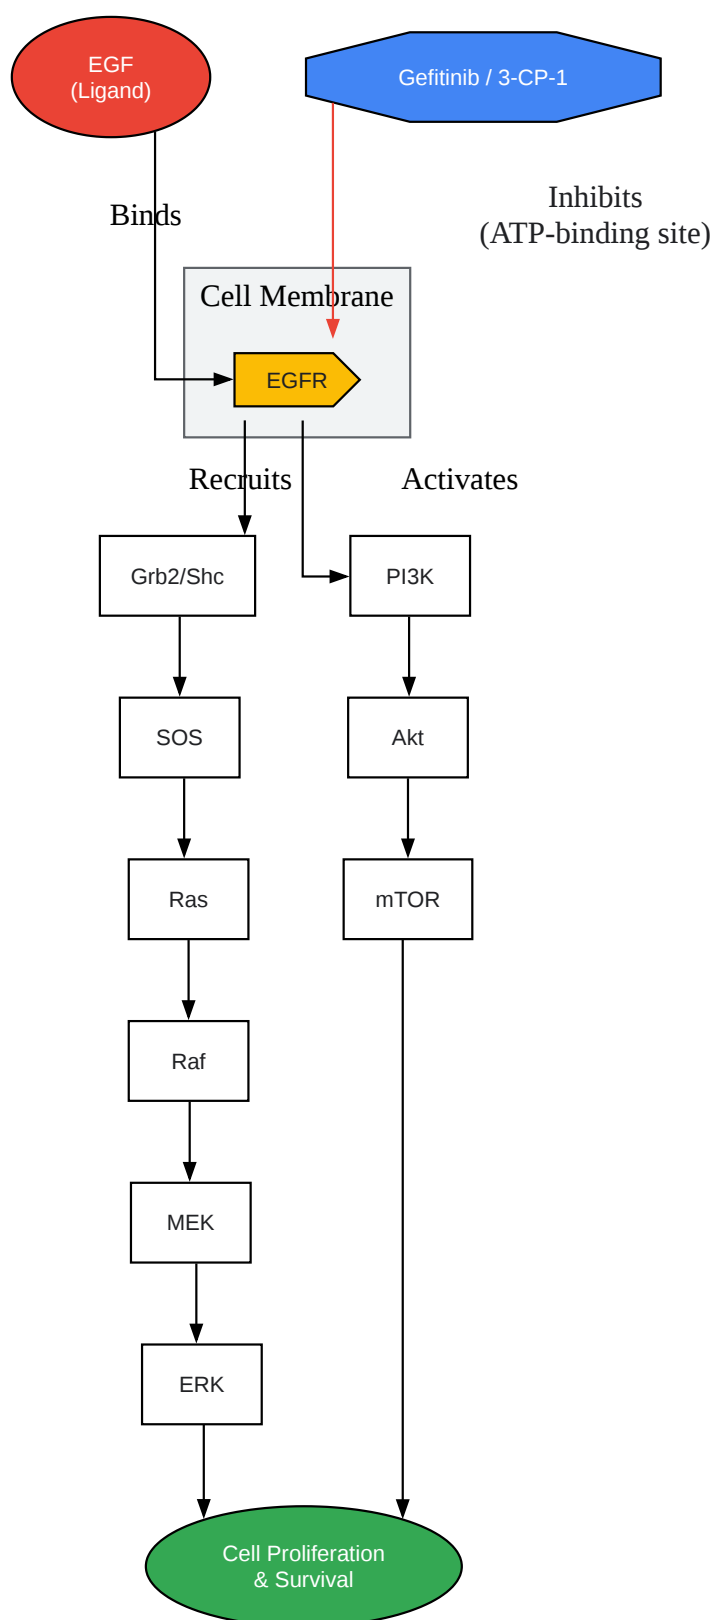 EGF
(Ligand)
Gefitinib / 3-CP-1
Binds
Inhibits
(ATP-binding site)
Cell Membrane
EGFR
Recruits
Activates
Grb2/Shc
PI3K
SOS
Akt
Ras
mTOR
Raf
MEK
ERK
Cell Proliferation
& Survival